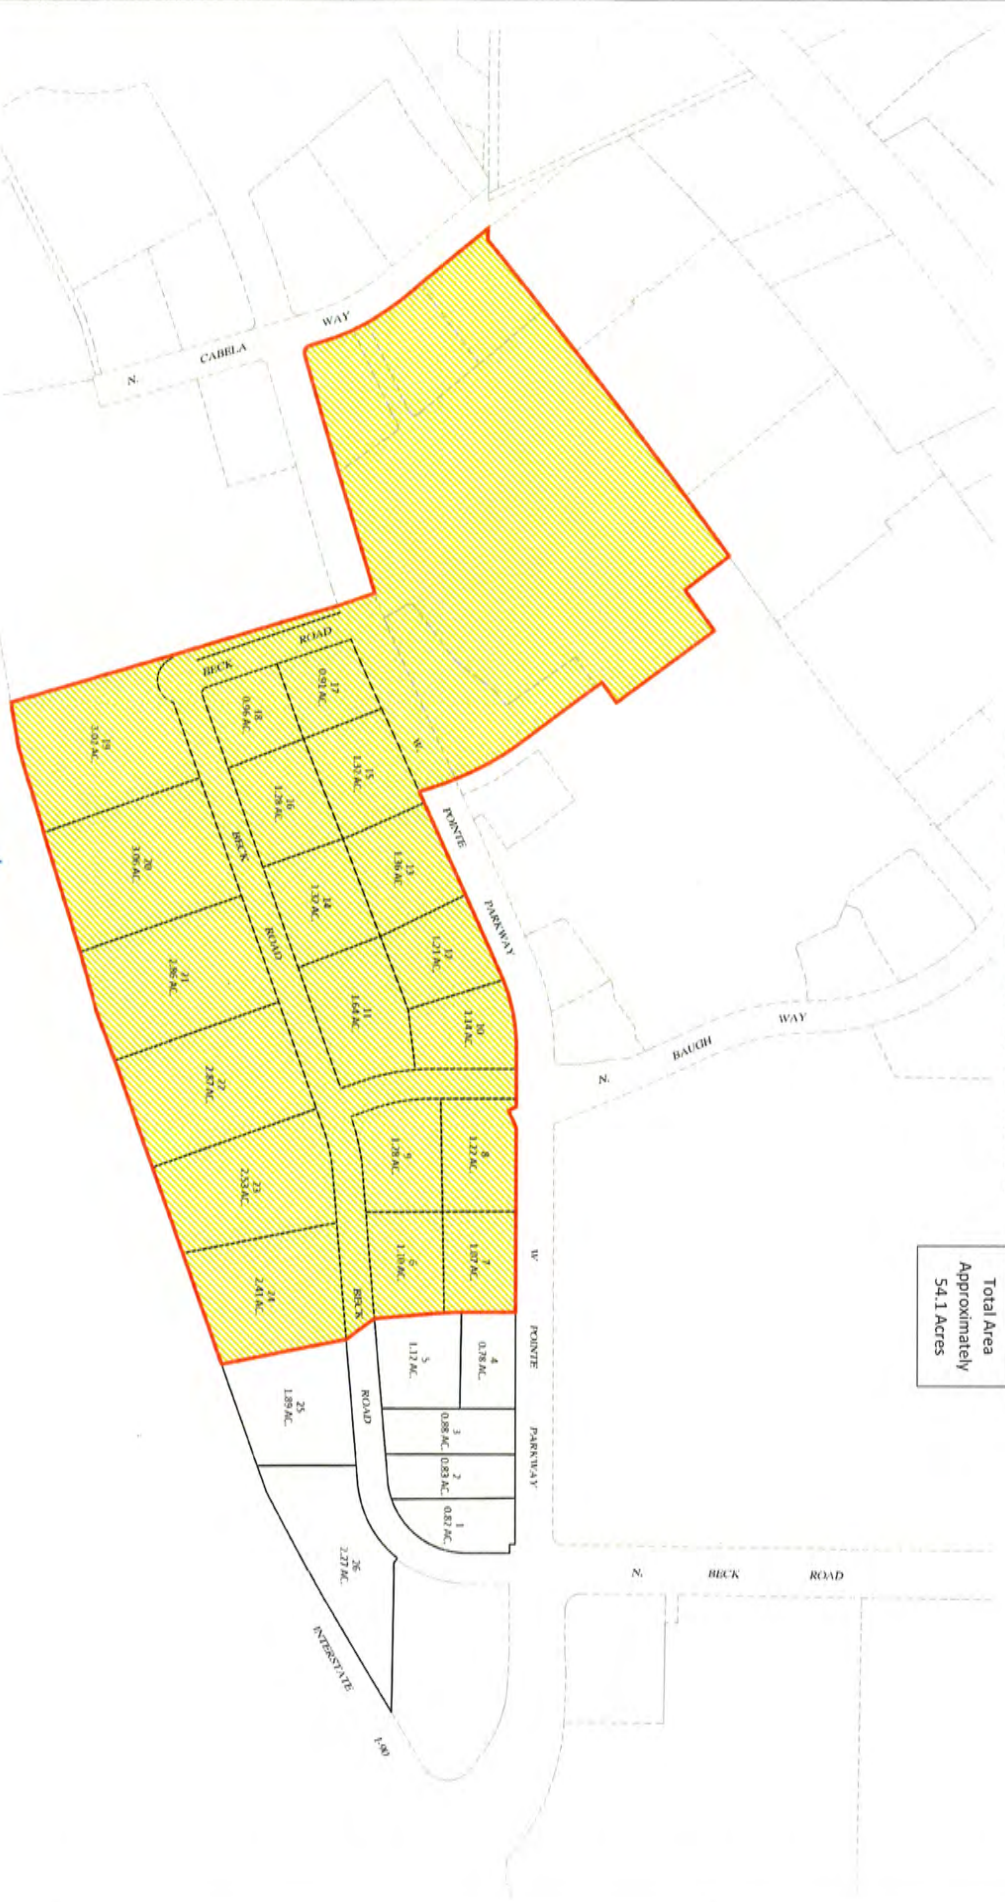 Total Area
Approximately
54.1 Acres
N. CABELA WAY
N. BAUGH WAY
N. BECK ROAD
W. POINTE PARKWAY
W POINTE PARKWAY
BECK ROAD
BECK ROAD
BECK ROAD
INTERSTATE I-90
1
0.82 AC.
2
0.83 AC.
3
0.88 AC.
4
0.78 AC.
5
1.12 AC.
6
1.10 AC.
7
1.07 AC.
8
1.22 AC.
9
1.28 AC.
10
1.14 AC.
11
1.64 AC.
12
1.21 AC.
13
1.36 AC.
14
1.32 AC.
15
1.32 AC.
16
1.28 AC.
17
0.91 AC.
18
0.96 AC.
19
3.02 AC.
20
3.06 AC.
21
2.96 AC.
22
2.87 AC.
23
2.53 AC.
24
2.41 AC.
25
1.89 AC.
26
2.27 AC.